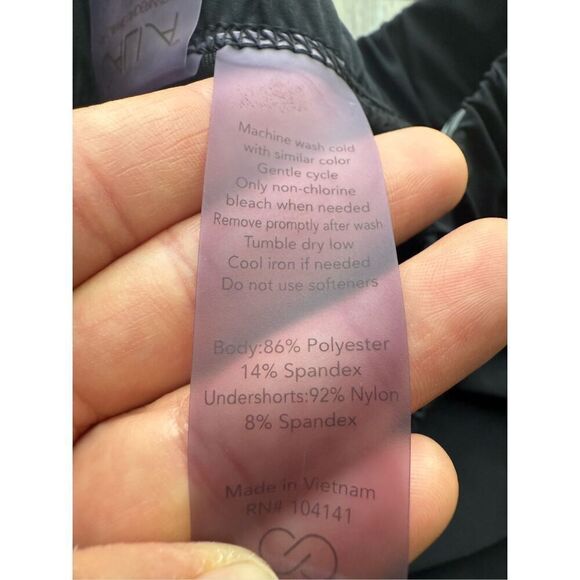 Machine wash cold
with similar color
Gentle cycle
Only non-chlorine
bleach when needed
Remove promptly after wash
Tumble dry low
Cool iron if needed
Do not use softeners
Body:86% Polyester
14% Spandex
Undershorts:92% Nylon
8% Spandex
Made in Vietnam
RN# 104141